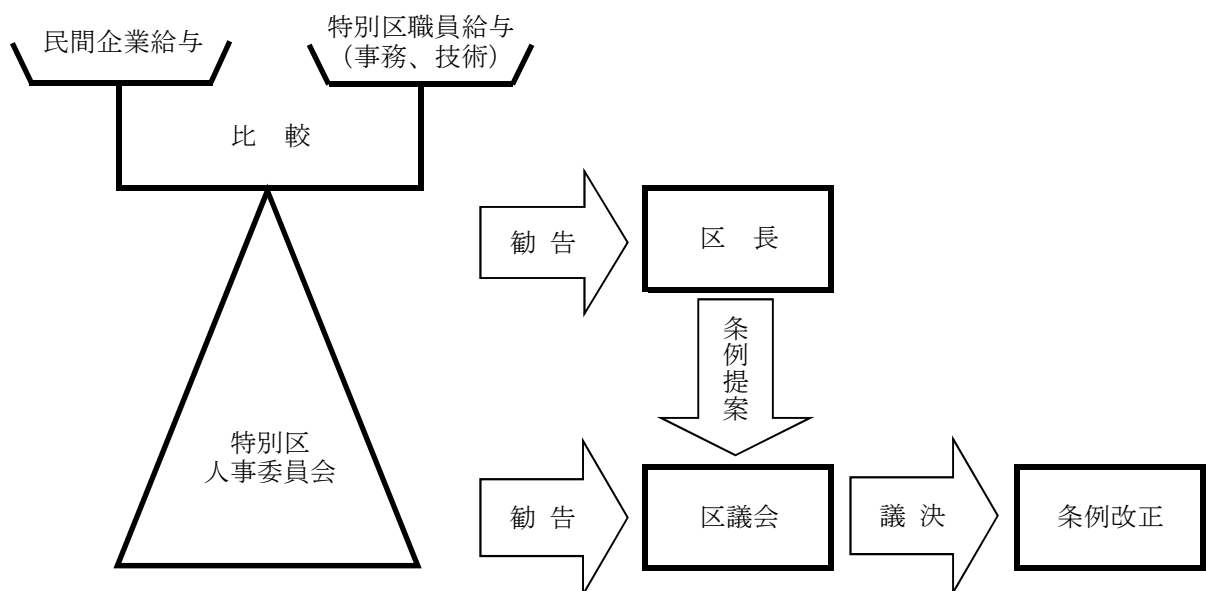 民間企業給与
特別区職員給与
（事務、技術）
比 較
勧 告
区 長
条例提案
特別区
人事委員会
勧 告
区議会
議 決
条例改正